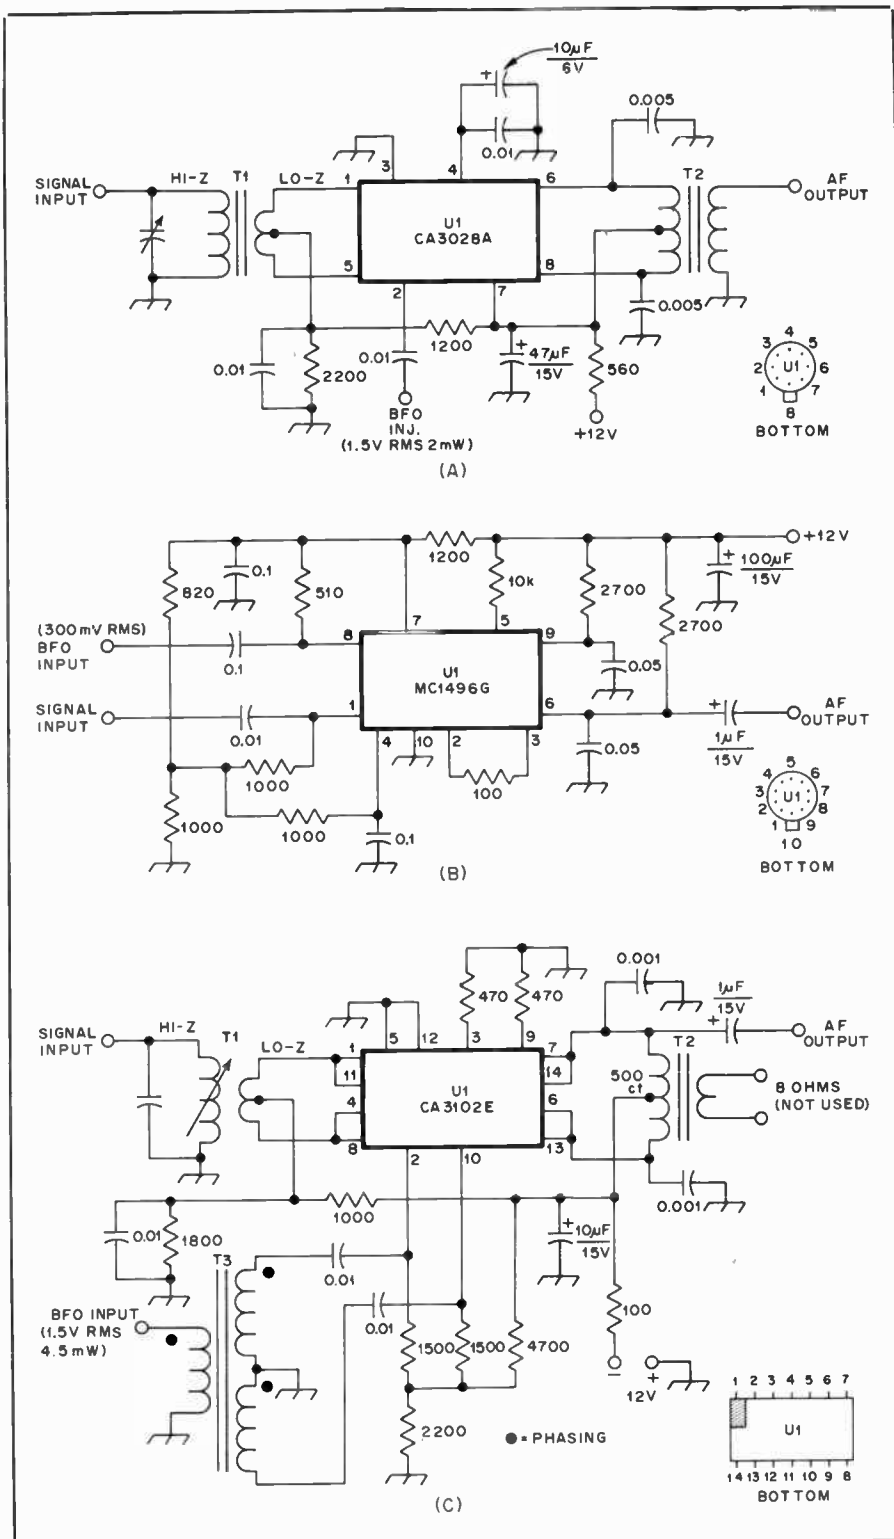 10µF
6V
+
0.01
0.005
SIGNAL
INPUT
HI-Z
T1
LO-Z
1
3
4
6
T2
AF
OUTPUT
U1
CA3028A
5
2
7
8
0.005
0.01
2200
0.01
1200
+
47µF
15V
560
BFO
INJ.
(1.5V RMS 2mW)
+12V
1 2 3 4 5 6 7 8
U1
BOTTOM
(A)
820
0.1
510
1200
10k
2700
2700
+
100µF
15V
+12V
(300mV RMS)
BFO
INPUT
0.1
8
7
5
9
U1
MC1496G
0.05
SIGNAL
INPUT
0.01
1
4
10
2
3
6
0.05
+
1µF
15V
AF
OUTPUT
1000
100
1000
1000
0.1
1 2 3 4 5 6 7 8 9
10
U1
BOTTOM
(B)
470
470
0.001
1µF
15V
+
AF
OUTPUT
SIGNAL
INPUT
HI-Z
T1
LO-Z
1
11
4
8
5
12
3
9
7
14
6
13
2
10
U1
CA3102E
500
ct
T2
8 OHMS
(NOT USED)
0.001
0.01
1800
1000
+
10µF
15V
T3
0.01
0.01
BFO INPUT
(1.5V RMS
4.5mW)
1500
1500
4700
100
−
+
12V
2200
● = PHASING
1 2 3 4 5 6 7
U1
14 13 12 11 10 9 8
BOTTOM
(C)